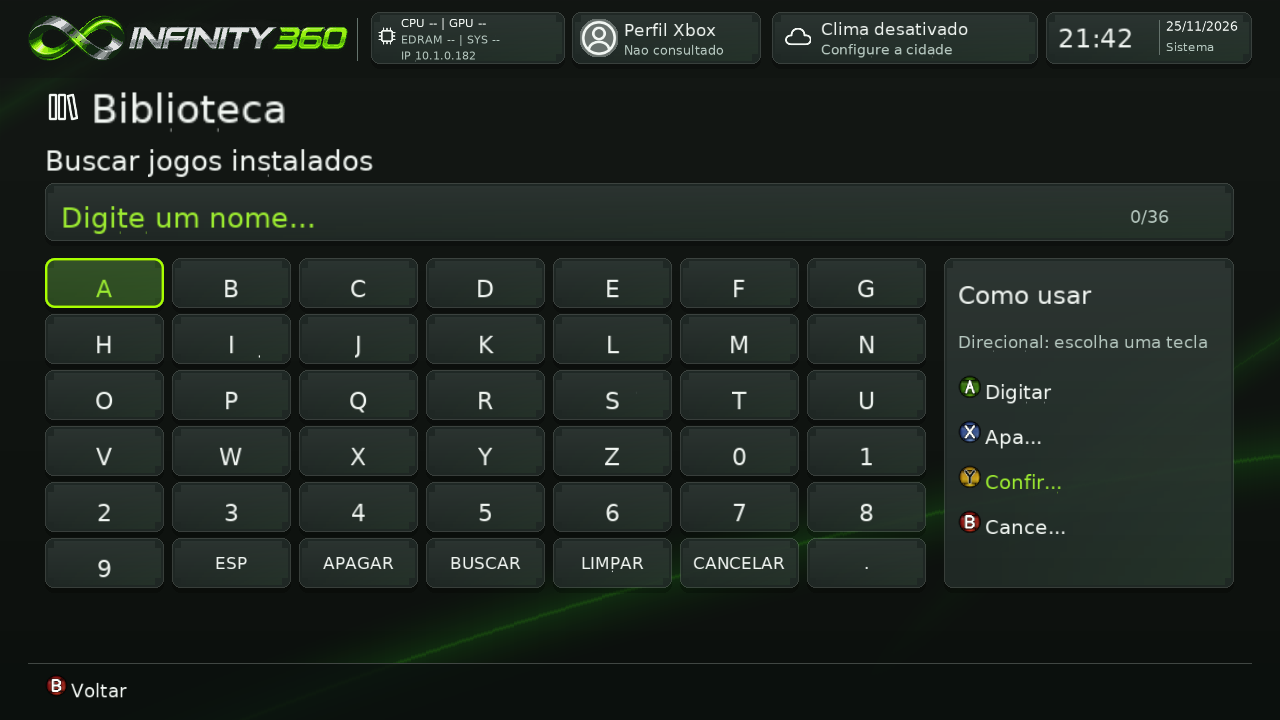 INFINITY 360
CPU -- | GPU --
EDRAM -- | SYS --
IP 10.1.0.182
Perfil Xbox
Nao consultado
Clima desativado
Configure a cidade
21:42
25/11/2026
Sistema
Biblioteca
Buscar jogos instalados
Digite um nome...
0/36
A B C D E F G
H I J K L M N
O P Q R S T U
V W X Y Z 0 1
2 3 4 5 6 7 8
9 ESP APAGAR BUSCAR LIMPAR CANCELAR .
Como usar
Direcional: escolha uma tecla
A Digitar
X Apa...
Y Confir...
B Cance...
B Voltar